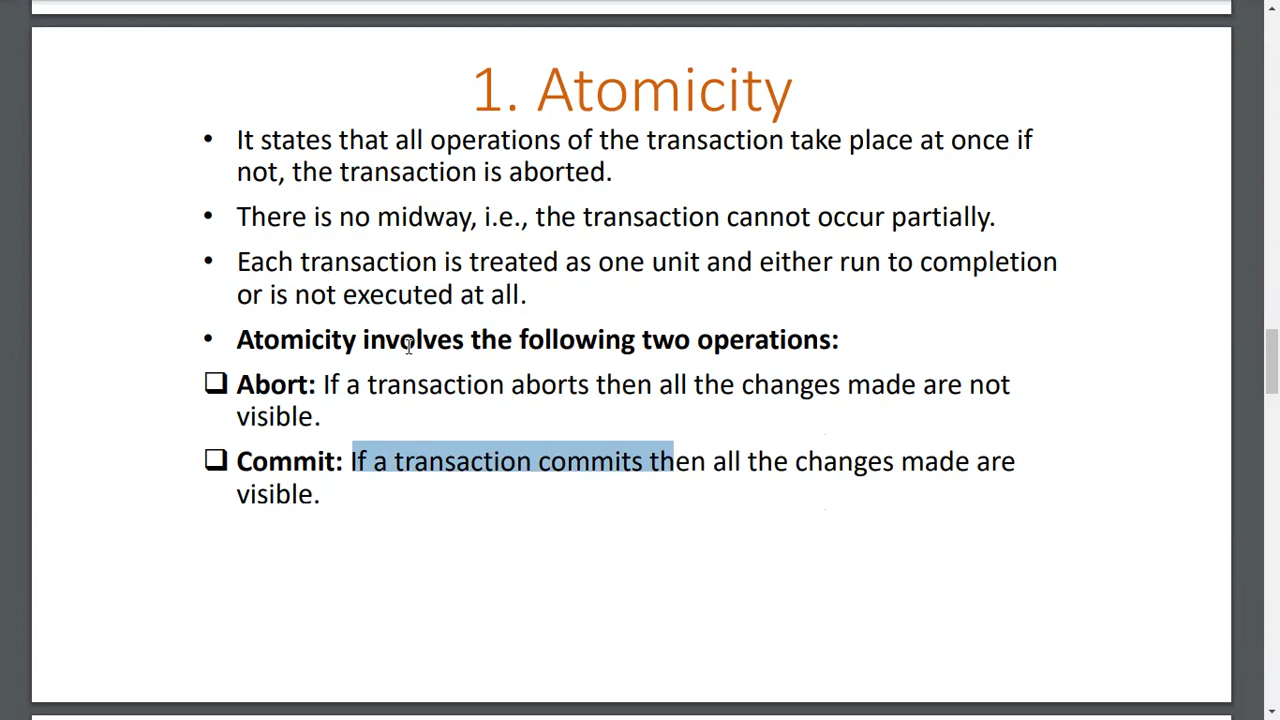 1. Atomicity
• It states that all operations of the transaction take place at once if
not, the transaction is aborted.
• There is no midway, i.e., the transaction cannot occur partially.
• Each transaction is treated as one unit and either run to completion
or is not executed at all.
• Atomicity involves the following two operations:
❑ Abort: If a transaction aborts then all the changes made are not
visible.
❑ Commit: If a transaction commits then all the changes made are
visible.